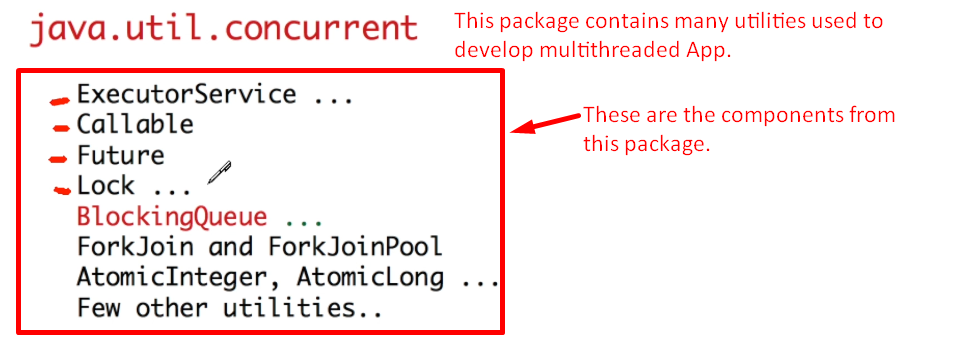 java.util.concurrent
This package contains many utilities used to
develop multithreaded App.
ExecutorService ...
Callable
Future
Lock ...
BlockingQueue ...
ForkJoin and ForkJoinPool
AtomicInteger, AtomicLong ...
Few other utilities..
These are the components from
this package.